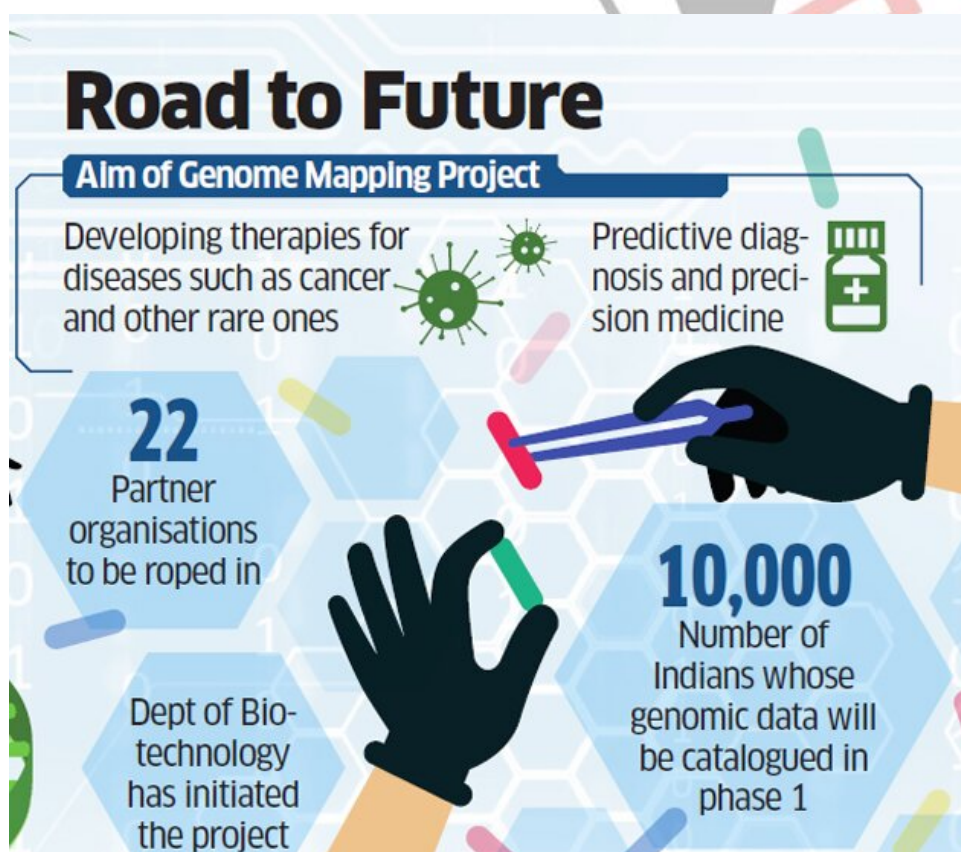 Road to Future
Aim of Genome Mapping Project
Developing therapies for
diseases such as cancer
and other rare ones
Predictive diag-
nosis and preci-
sion medicine
22
Partner
organisations
to be roped in
10,000
Number of
Indians whose
genomic data will
be catalogued in
phase 1
Dept of Bio-
technology
has initiated
the project